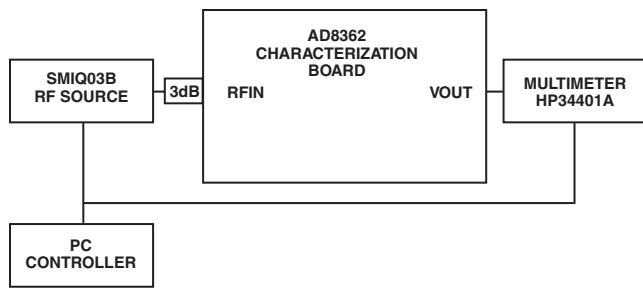 AD8362
CHARACTERIZATION
BOARD
SMIQ03B
RF SOURCE
3dB
RFIN
VOUT
MULTIMETER
HP34401A
PC
CONTROLLER